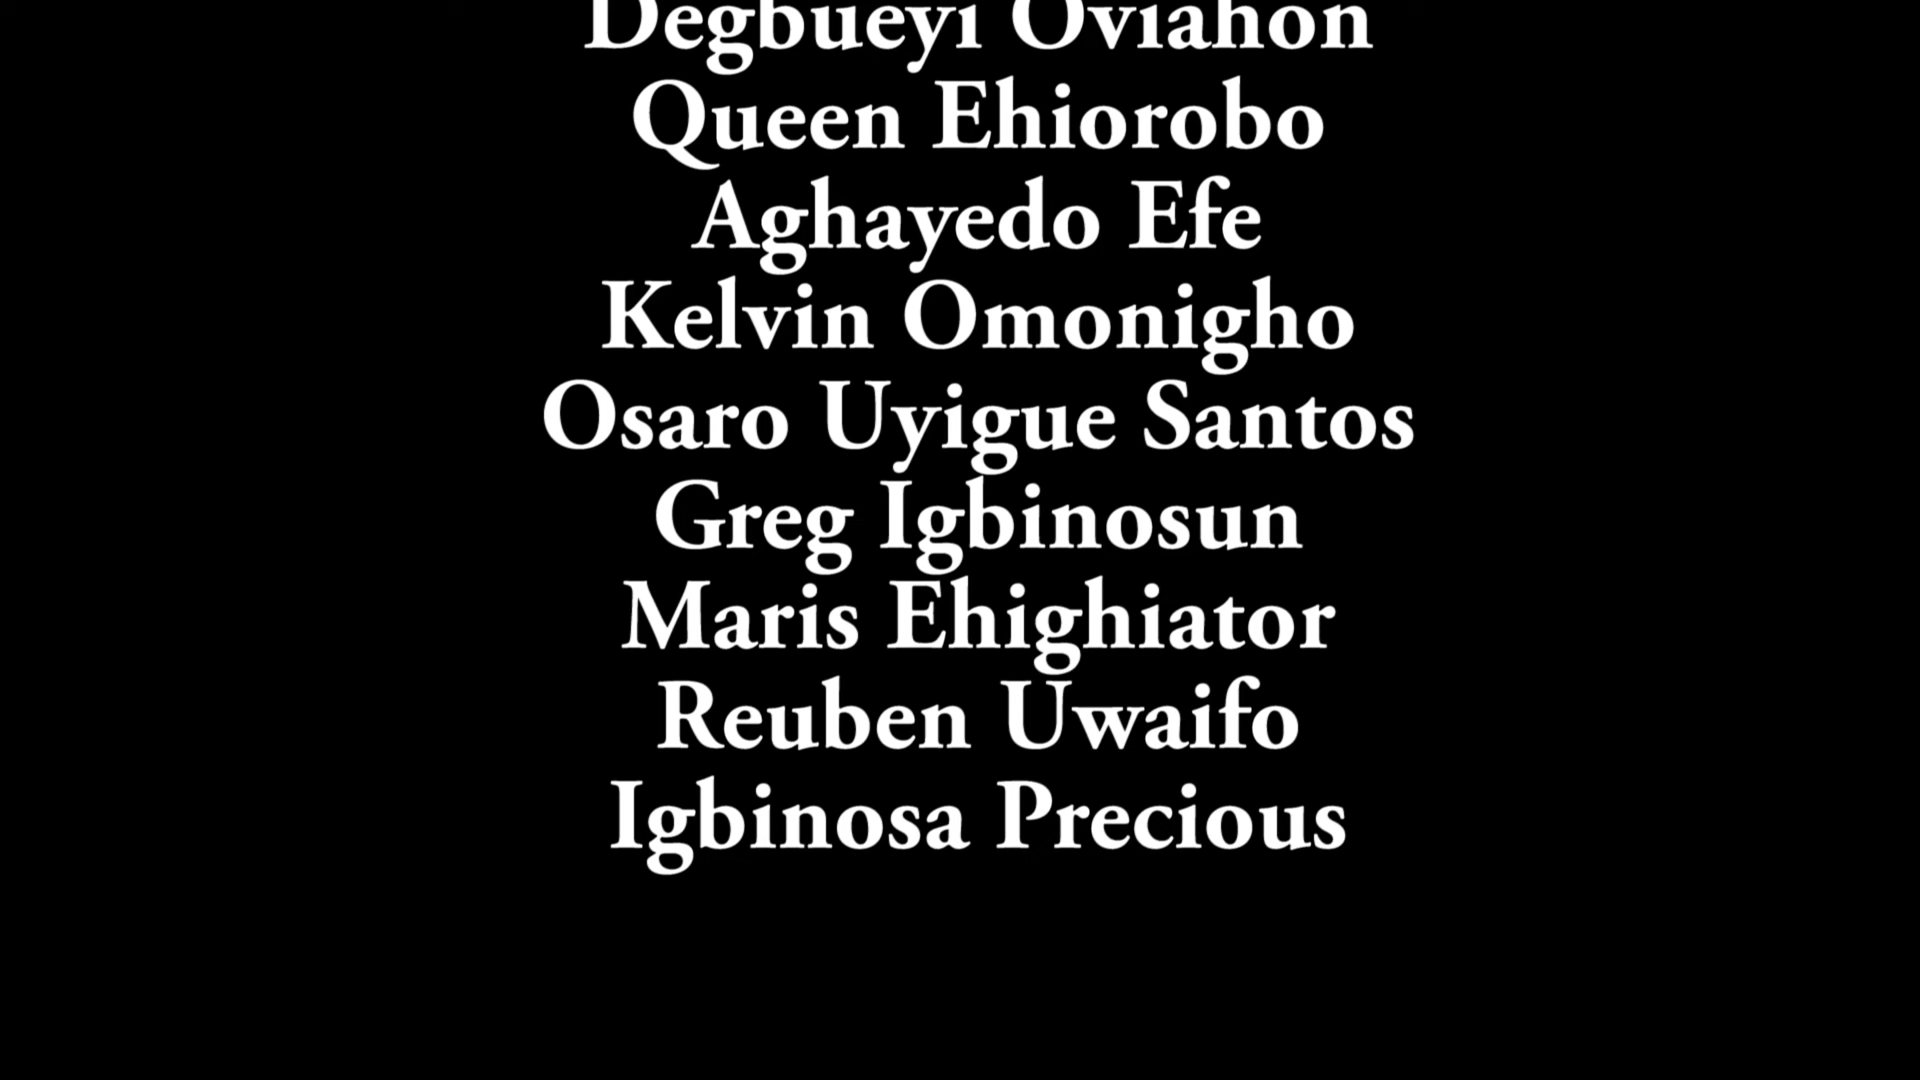 Degbueyi Oviahon
Queen Ehiorobo
Aghayedo Efe
Kelvin Omonigho
Osaro Uyigue Santos
Greg Igbinosun
Maris Ehighiator
Reuben Uwaifo
Igbinosa Precious